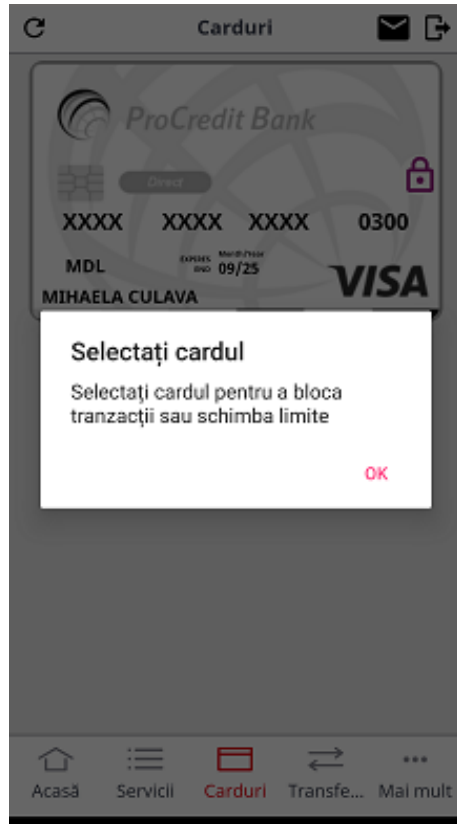 Carduri
ProCredit Bank
Direct
XXXX XXXX XXXX 0300
Month/Year
MDL EXPIRES END 09/25
VISA
MIHAELA CULAVA
Selectați cardul
Selectați cardul pentru a bloca
tranzacții sau schimba limite
OK
Acasă Servicii Carduri Transfe... Mai mult